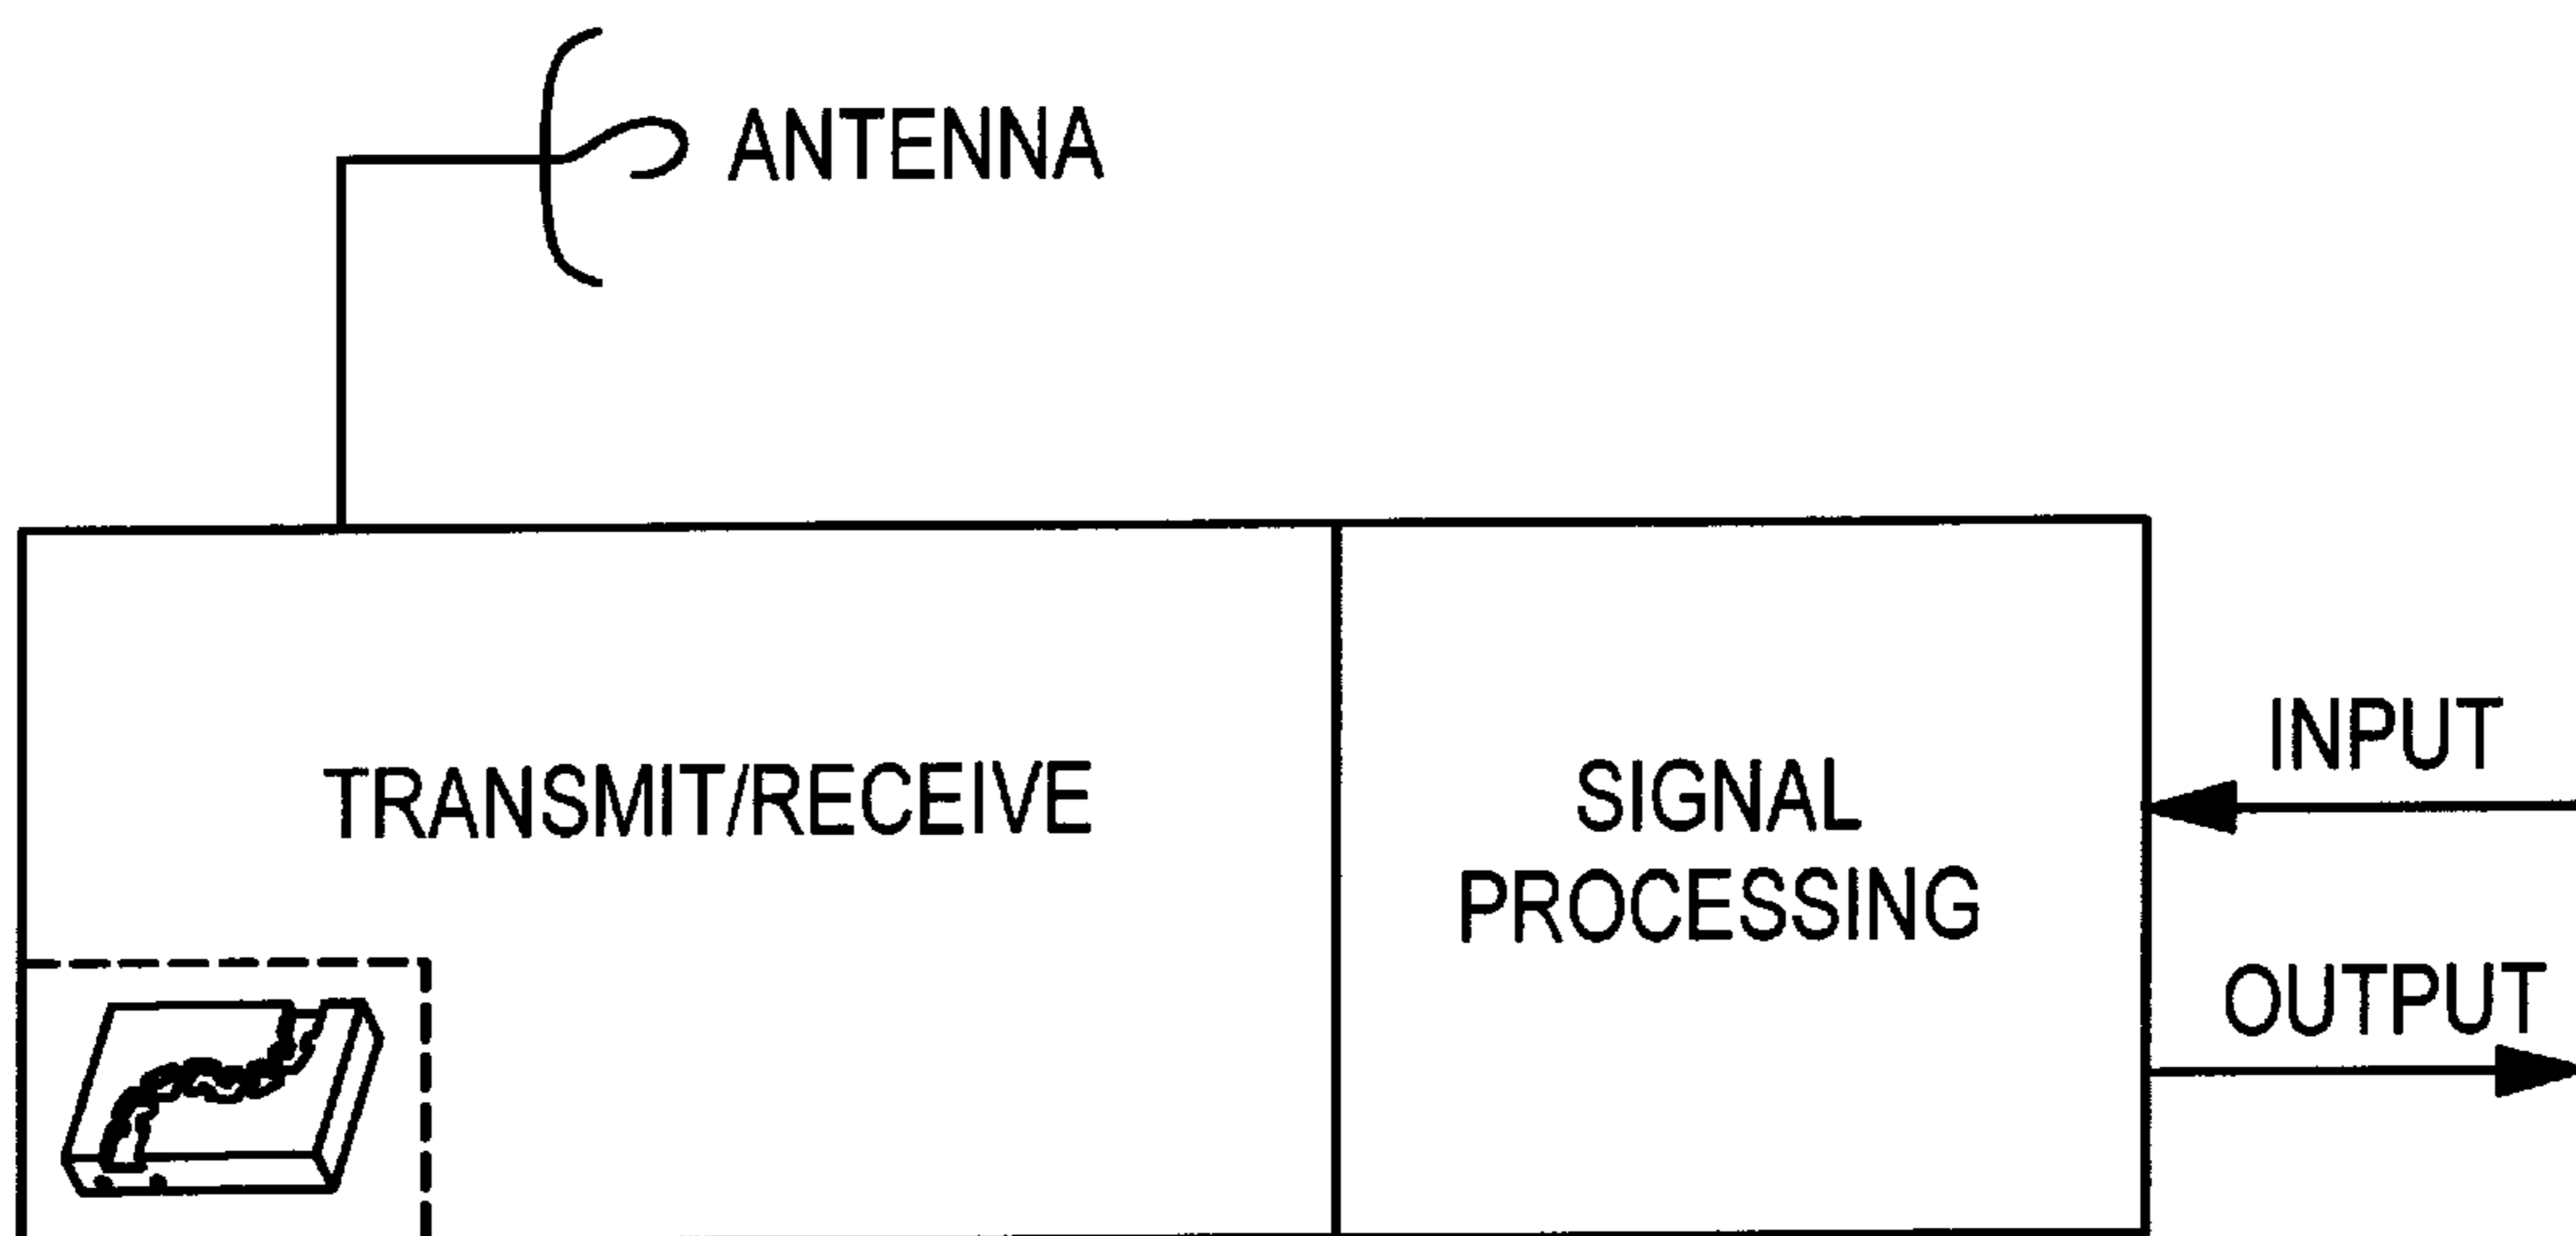 ANTENNA
TRANSMIT/RECEIVE
SIGNAL
PROCESSING
INPUT
OUTPUT